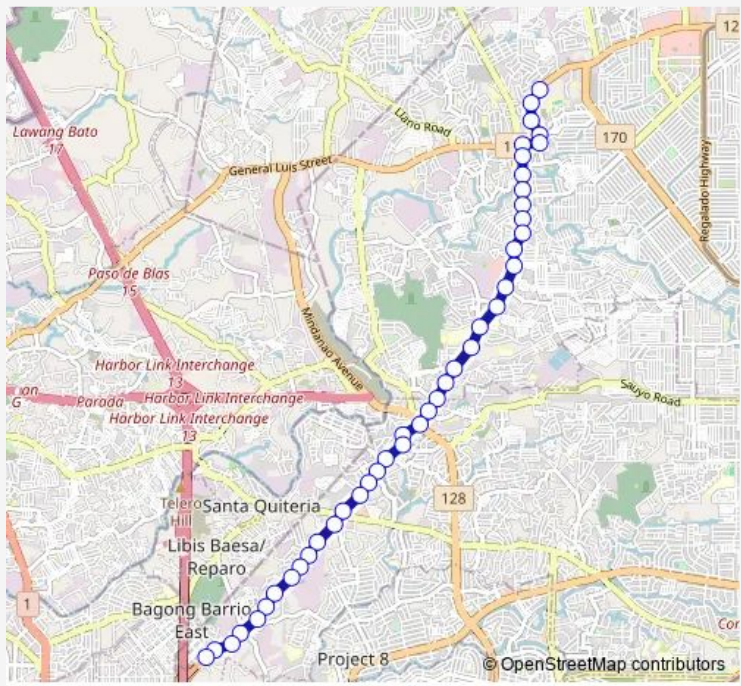 12
Lawang Bato
17
Llano Road
1
170
General Luis Street
Regalado Highway
Paso de Blas
15
Mindanao Avenue
Harbor Link Interchange
13
Parada
Harbor Link Interchange
Harbor Link Interchange
13
G
Sauyo Road
128
Telero
Hill
Santa Quiteria
Libis Baesa/
Reparo
1
Bagong Barrio
East
Project 8
Con
© OpenStreetMap contributors